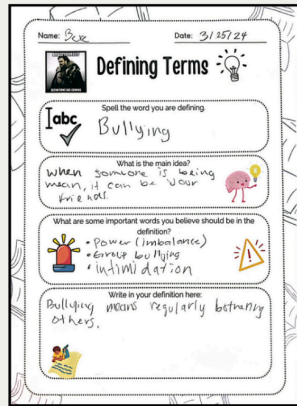 Name: Bexe Date: 3/25/24
Defining Terms
Spell the word you are defining.
abc
Bullying
What is the main idea?
When someone is being
mean, it can be your
friends.
What are some important words you believe should be in the
definition?
• Power (imbalance)
• Group bullying
• intimidation
Write in your definition here:
Bullying means regularly bothering
others.